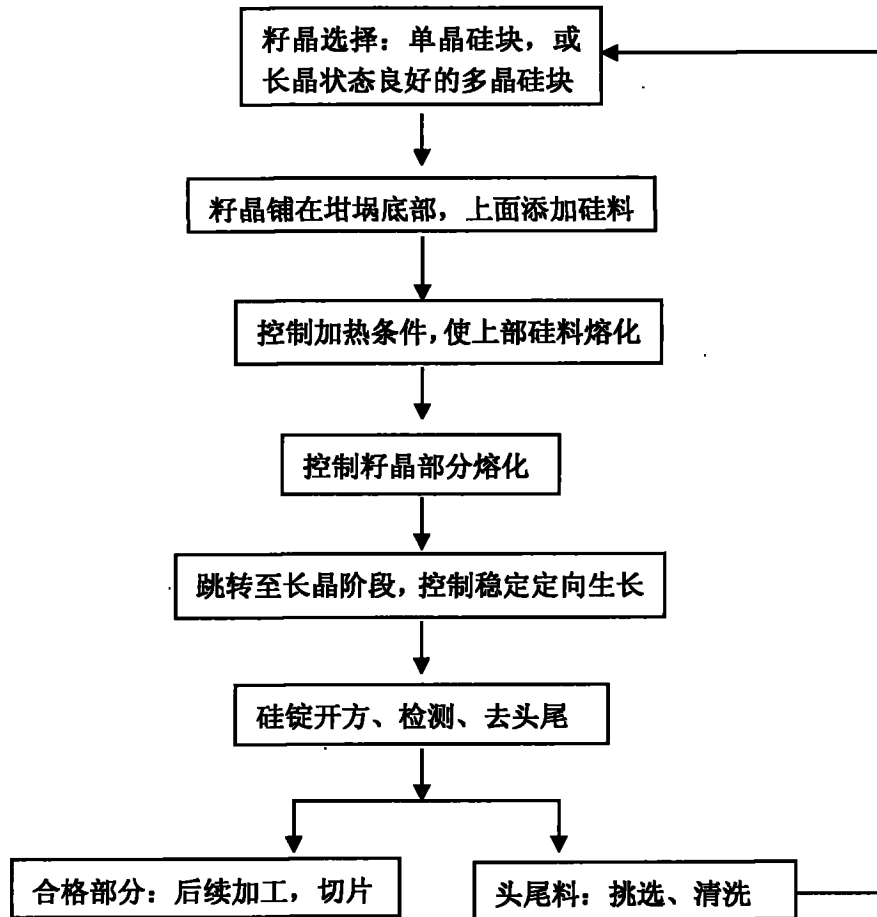 籽晶选择：单晶硅块，或
长晶状态良好的多晶硅块
籽晶铺在坩埚底部，上面添加硅料
控制加热条件，使上部硅料熔化
控制籽晶部分熔化
跳转至长晶阶段，控制稳定定向生长
硅锭开方、检测、去头尾
合格部分：后续加工，切片
头尾料：挑选、清洗